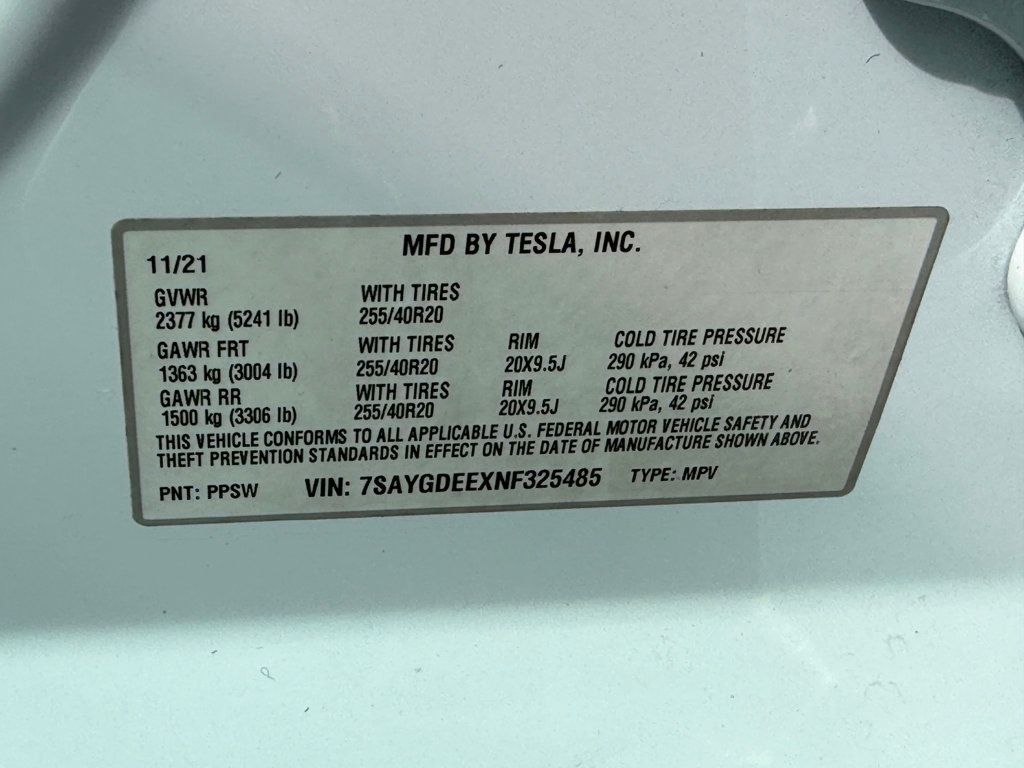 MFD BY TESLA, INC.
11/21
GVWR WITH TIRES
2377 kg (5241 lb) 255/40R20
GAWR FRT WITH TIRES RIM COLD TIRE PRESSURE
1363 kg (3004 lb) 255/40R20 20X9.5J 290 kPa, 42 psi
GAWR RR WITH TIRES RIM COLD TIRE PRESSURE
1500 kg (3306 lb) 255/40R20 20X9.5J 290 kPa, 42 psi
THIS VEHICLE CONFORMS TO ALL APPLICABLE U.S. FEDERAL MOTOR VEHICLE SAFETY AND
THEFT PREVENTION STANDARDS IN EFFECT ON THE DATE OF MANUFACTURE SHOWN ABOVE.
PNT: PPSW VIN: 7SAYGDEEXNF325485 TYPE: MPV